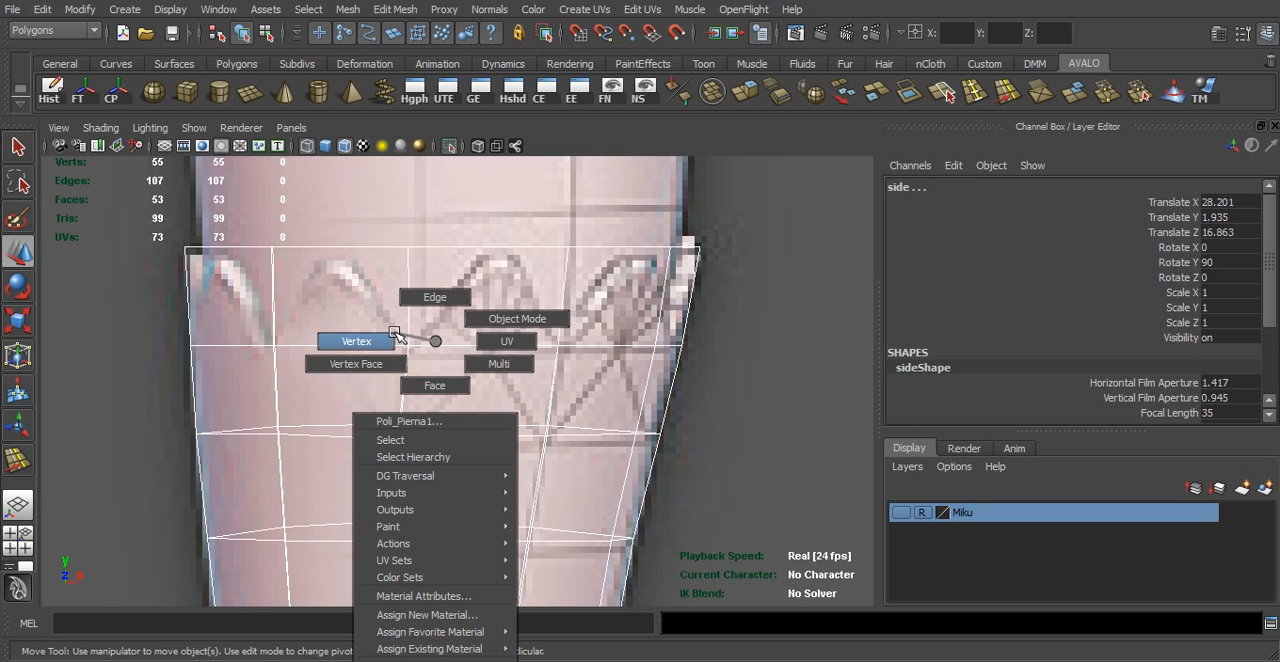 File Edit Modify Create Display Window Assets Select Mesh Edit Mesh Proxy Normals Color Create UVs Edit UVs Muscle OpenFlight Help
Polygons X: Y: Z:
General Curves Surfaces Polygons Subdivs Deformation Animation Dynamics Rendering PaintEffects Toon Muscle Fluids Fur Hair nCloth Custom DMM AVALO
Hist FT CP Hgph UTE GE Hshd CE EE FN NS TM
View Shading Lighting Show Renderer Panels
Channel Box / Layer Editor
Verts: 55 55 0
Edges: 107 107 0
Faces: 53 53 0
Tris: 99 99 0
UVs: 73 73 0
Channels Edit Object Show
side . . .
Translate X 28.201
Translate Y 1.935
Translate Z 16.863
Rotate X 0
Rotate Y 90
Rotate Z 0
Scale X 1
Scale Y 1
Scale Z 1
Visibility on
SHAPES
sideShape
Horizontal Film Aperture 1.417
Vertical Film Aperture 0.945
Focal Length 35
Edge
Object Mode
Vertex UV
Vertex Face Multi
Face
Poli_Pierna1...
Select
Select Hierarchy
DG Traversal
Inputs
Outputs
Paint
Actions
UV Sets
Color Sets
Material Attributes...
Assign New Material...
Assign Favorite Material
Assign Existing Material
Display Render Anim
Layers Options Help
R Miku
y
z
Playback Speed: Real [24 fps]
Current Character: No Character
IK Blend: No Solver
MEL
Move Tool: Use manipulator to move object(s). Use edit mode to change pivot